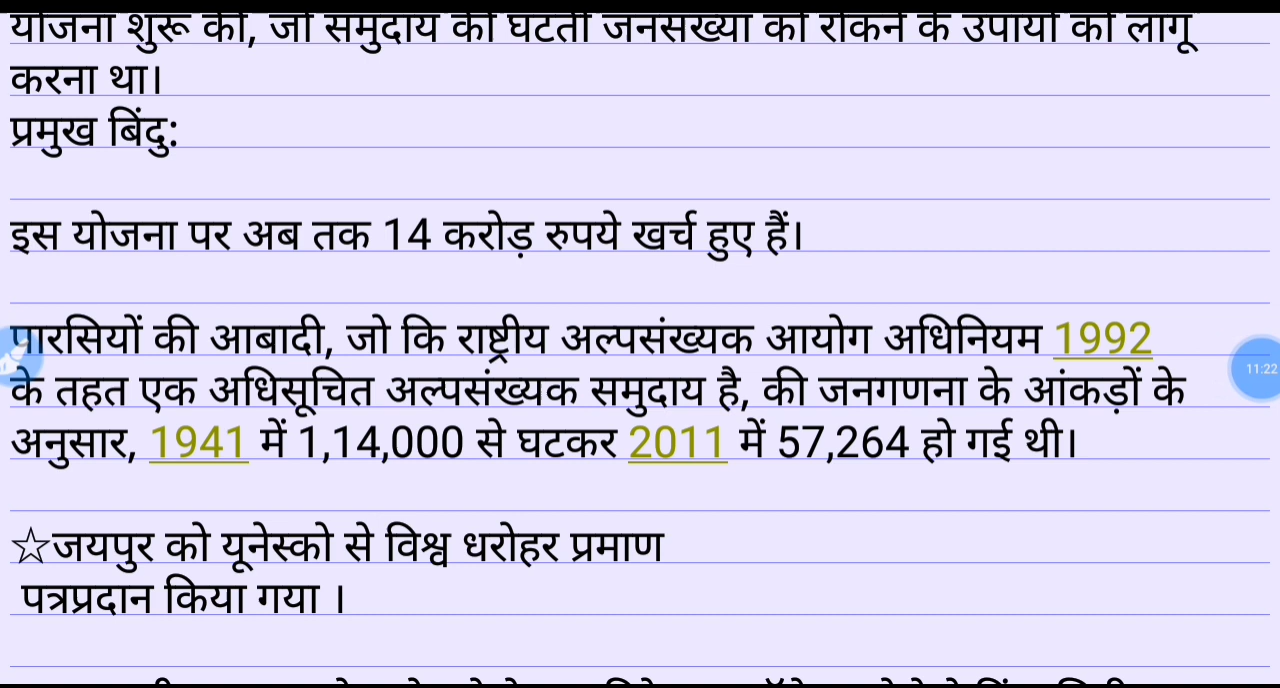 योजना शुरू की, जो समुदाय की घटती जनसंख्या को रोकने के उपायों को लागू
करना था।
प्रमुख बिंदु:
इस योजना पर अब तक 14 करोड़ रुपये खर्च हुए हैं।
पारसियों की आबादी, जो कि राष्ट्रीय अल्पसंख्यक आयोग अधिनियम 1992
के तहत एक अधिसूचित अल्पसंख्यक समुदाय है, की जनगणना के आंकड़ों के
अनुसार, 1941 में 1,14,000 से घटकर 2011 में 57,264 हो गई थी।
11:22
☆जयपुर को यूनेस्को से विश्व धरोहर प्रमाण
पत्रप्रदान किया गया ।